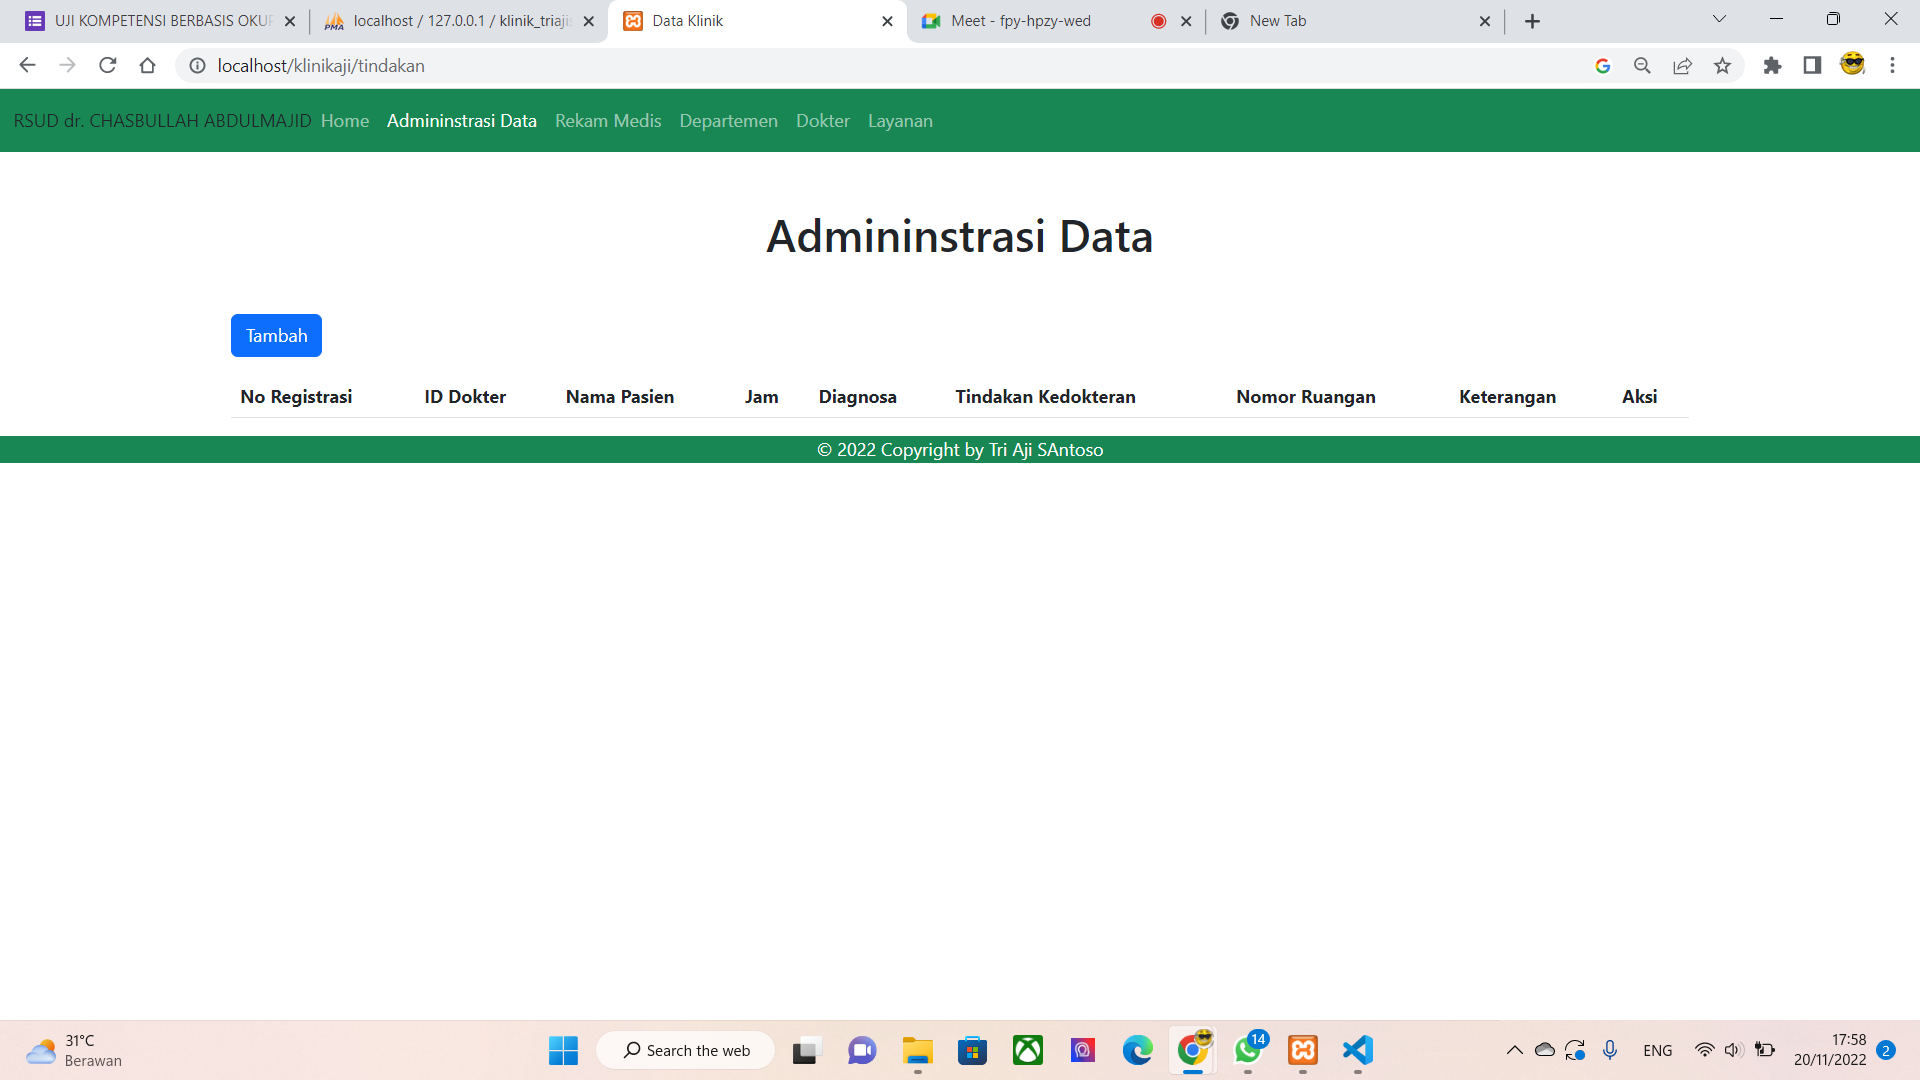 UJI KOMPETENSI BERBASIS OKUP
localhost / 127.0.0.1 / klinik_triaji
Data Klinik
Meet - fpy-hpzy-wed
New Tab
localhost/klinikaji/tindakan
RSUD dr. CHASBULLAH ABDULMAJID Home Admininstrasi Data Rekam Medis Departemen Dokter Layanan
Admininstrasi Data
Tambah
No Registrasi ID Dokter Nama Pasien Jam Diagnosa Tindakan Kedokteran Nomor Ruangan Keterangan Aksi
© 2022 Copyright by Tri Aji SAntoso
31°C
Berawan
Search the web
14
ENG
17:58
20/11/2022
2